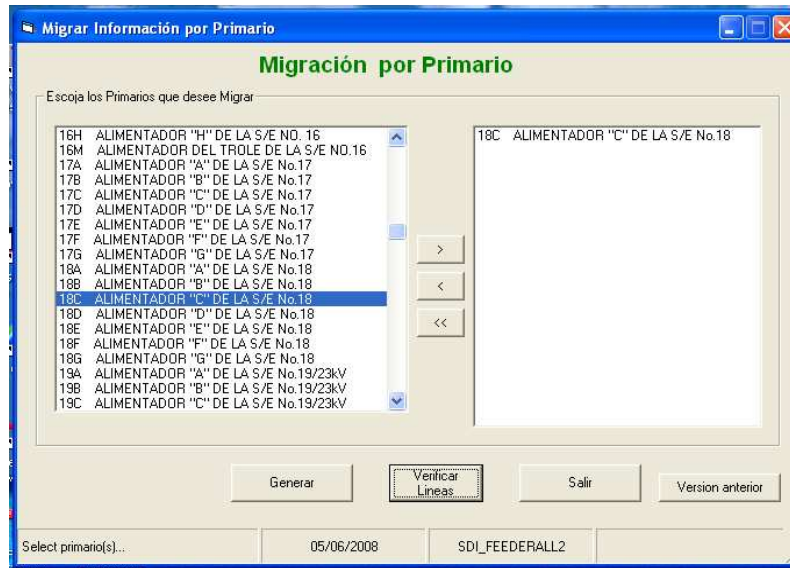 Migrar Información por Primario
Migración por Primario
Escoja los Primarios que desee Migrar
16H ALIMENTADOR "H" DE LA S/E NO. 16
16M ALIMENTADOR DEL TROLE DE LA S/E NO.16
17A ALIMENTADOR "A" DE LA S/E No.17
17B ALIMENTADOR "B" DE LA S/E No.17
17C ALIMENTADOR "C" DE LA S/E No.17
17D ALIMENTADOR "D" DE LA S/E No.17
17E ALIMENTADOR "E" DE LA S/E No.17
17F ALIMENTADOR "F" DE LA S/E No.17
17G ALIMENTADOR "G" DE LA S/E No.17
18A ALIMENTADOR "A" DE LA S/E No.18
18B ALIMENTADOR "B" DE LA S/E No.18
18C ALIMENTADOR "C" DE LA S/E No.18
18D ALIMENTADOR "D" DE LA S/E No.18
18E ALIMENTADOR "E" DE LA S/E No.18
18F ALIMENTADOR "F" DE LA S/E No.18
18G ALIMENTADOR "G" DE LA S/E No.18
19A ALIMENTADOR "A" DE LA S/E No.19/23kV
19B ALIMENTADOR "B" DE LA S/E No.19/23kV
19C ALIMENTADOR "C" DE LA S/E No.19/23kV
>
<
<<
18C ALIMENTADOR "C" DE LA S/E No.18
Generar
Verificar
Lineas
Salir
Version anterior
Select primario(s)...
05/06/2008
SDI_FEEDERALL2